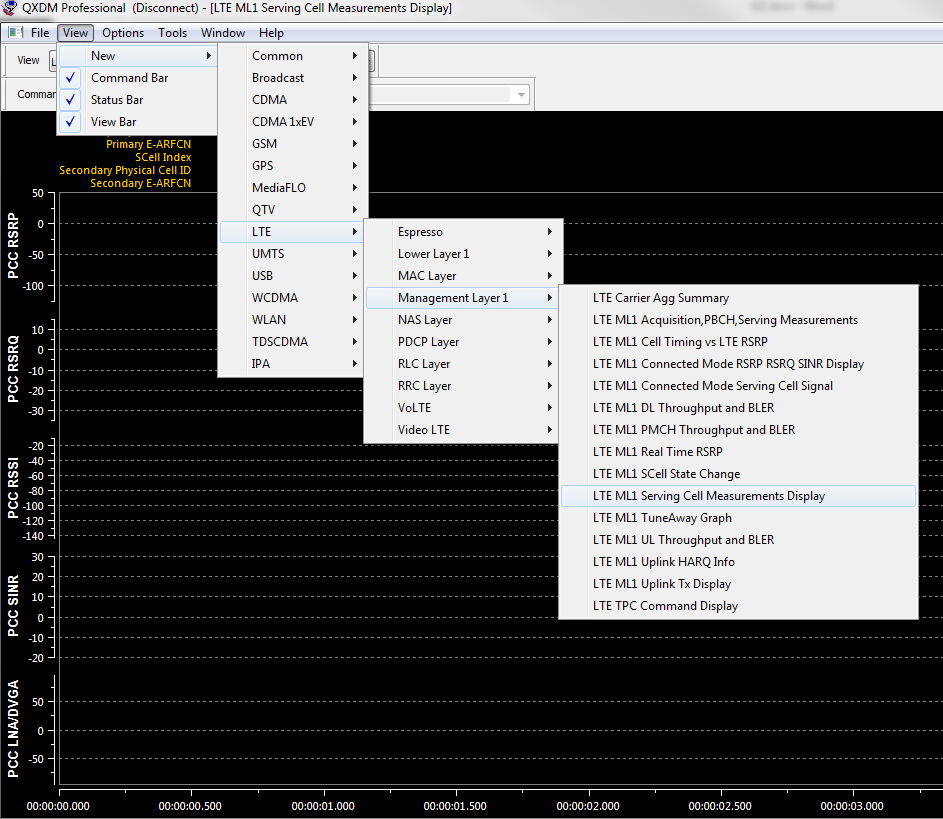 QXDM Professional (Disconnect) - [LTE ML1 Serving Cell Measurements Display]
File View Options Tools Window Help
View
New
Command Bar
Status Bar
View Bar
Common
Broadcast
CDMA
CDMA 1xEV
GSM
GPS
MediaFLO
QTV
LTE
UMTS
USB
WCDMA
WLAN
TDSCDMA
IPA
Espresso
Lower Layer 1
MAC Layer
Management Layer 1
NAS Layer
PDCP Layer
RLC Layer
RRC Layer
VoLTE
Video LTE
LTE Carrier Agg Summary
LTE ML1 Acquisition,PBCH,Serving Measurements
LTE ML1 Cell Timing vs LTE RSRP
LTE ML1 Connected Mode RSRP RSRQ SINR Display
LTE ML1 Connected Mode Serving Cell Signal
LTE ML1 DL Throughput and BLER
LTE ML1 PMCH Throughput and BLER
LTE ML1 Real Time RSRP
LTE ML1 SCell State Change
LTE ML1 Serving Cell Measurements Display
LTE ML1 TuneAway Graph
LTE ML1 UL Throughput and BLER
LTE ML1 Uplink HARQ Info
LTE ML1 Uplink Tx Display
LTE TPC Command Display
Primary E-ARFCN
SCell Index
Secondary Physical Cell ID
Secondary E-ARFCN
PCC RSRP
50
0
-50
-100
PCC RSRQ
10
0
-10
-20
-30
PCC RSSI
-20
-40
-60
-80
-100
-120
-140
PCC SINR
30
20
10
0
-10
-20
PCC LNA/DVGA
50
0
-50
00:00:00.000 00:00:00.500 00:00:01.000 00:00:01.500 00:00:02.000 00:00:02.500 00:00:03.000